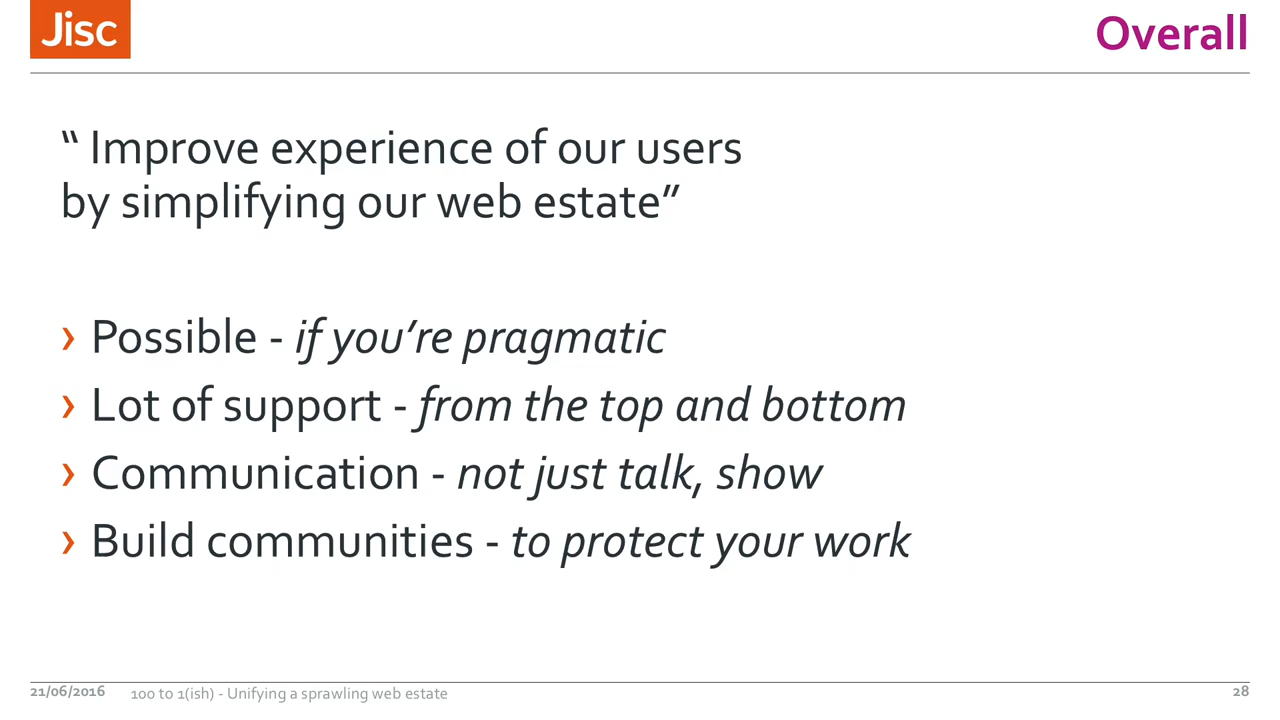 Jisc
Overall
“ Improve experience of our users
by simplifying our web estate”
› Possible - if you’re pragmatic
› Lot of support - from the top and bottom
› Communication - not just talk, show
› Build communities - to protect your work
21/06/2016 100 to 1(ish) - Unifying a sprawling web estate 28